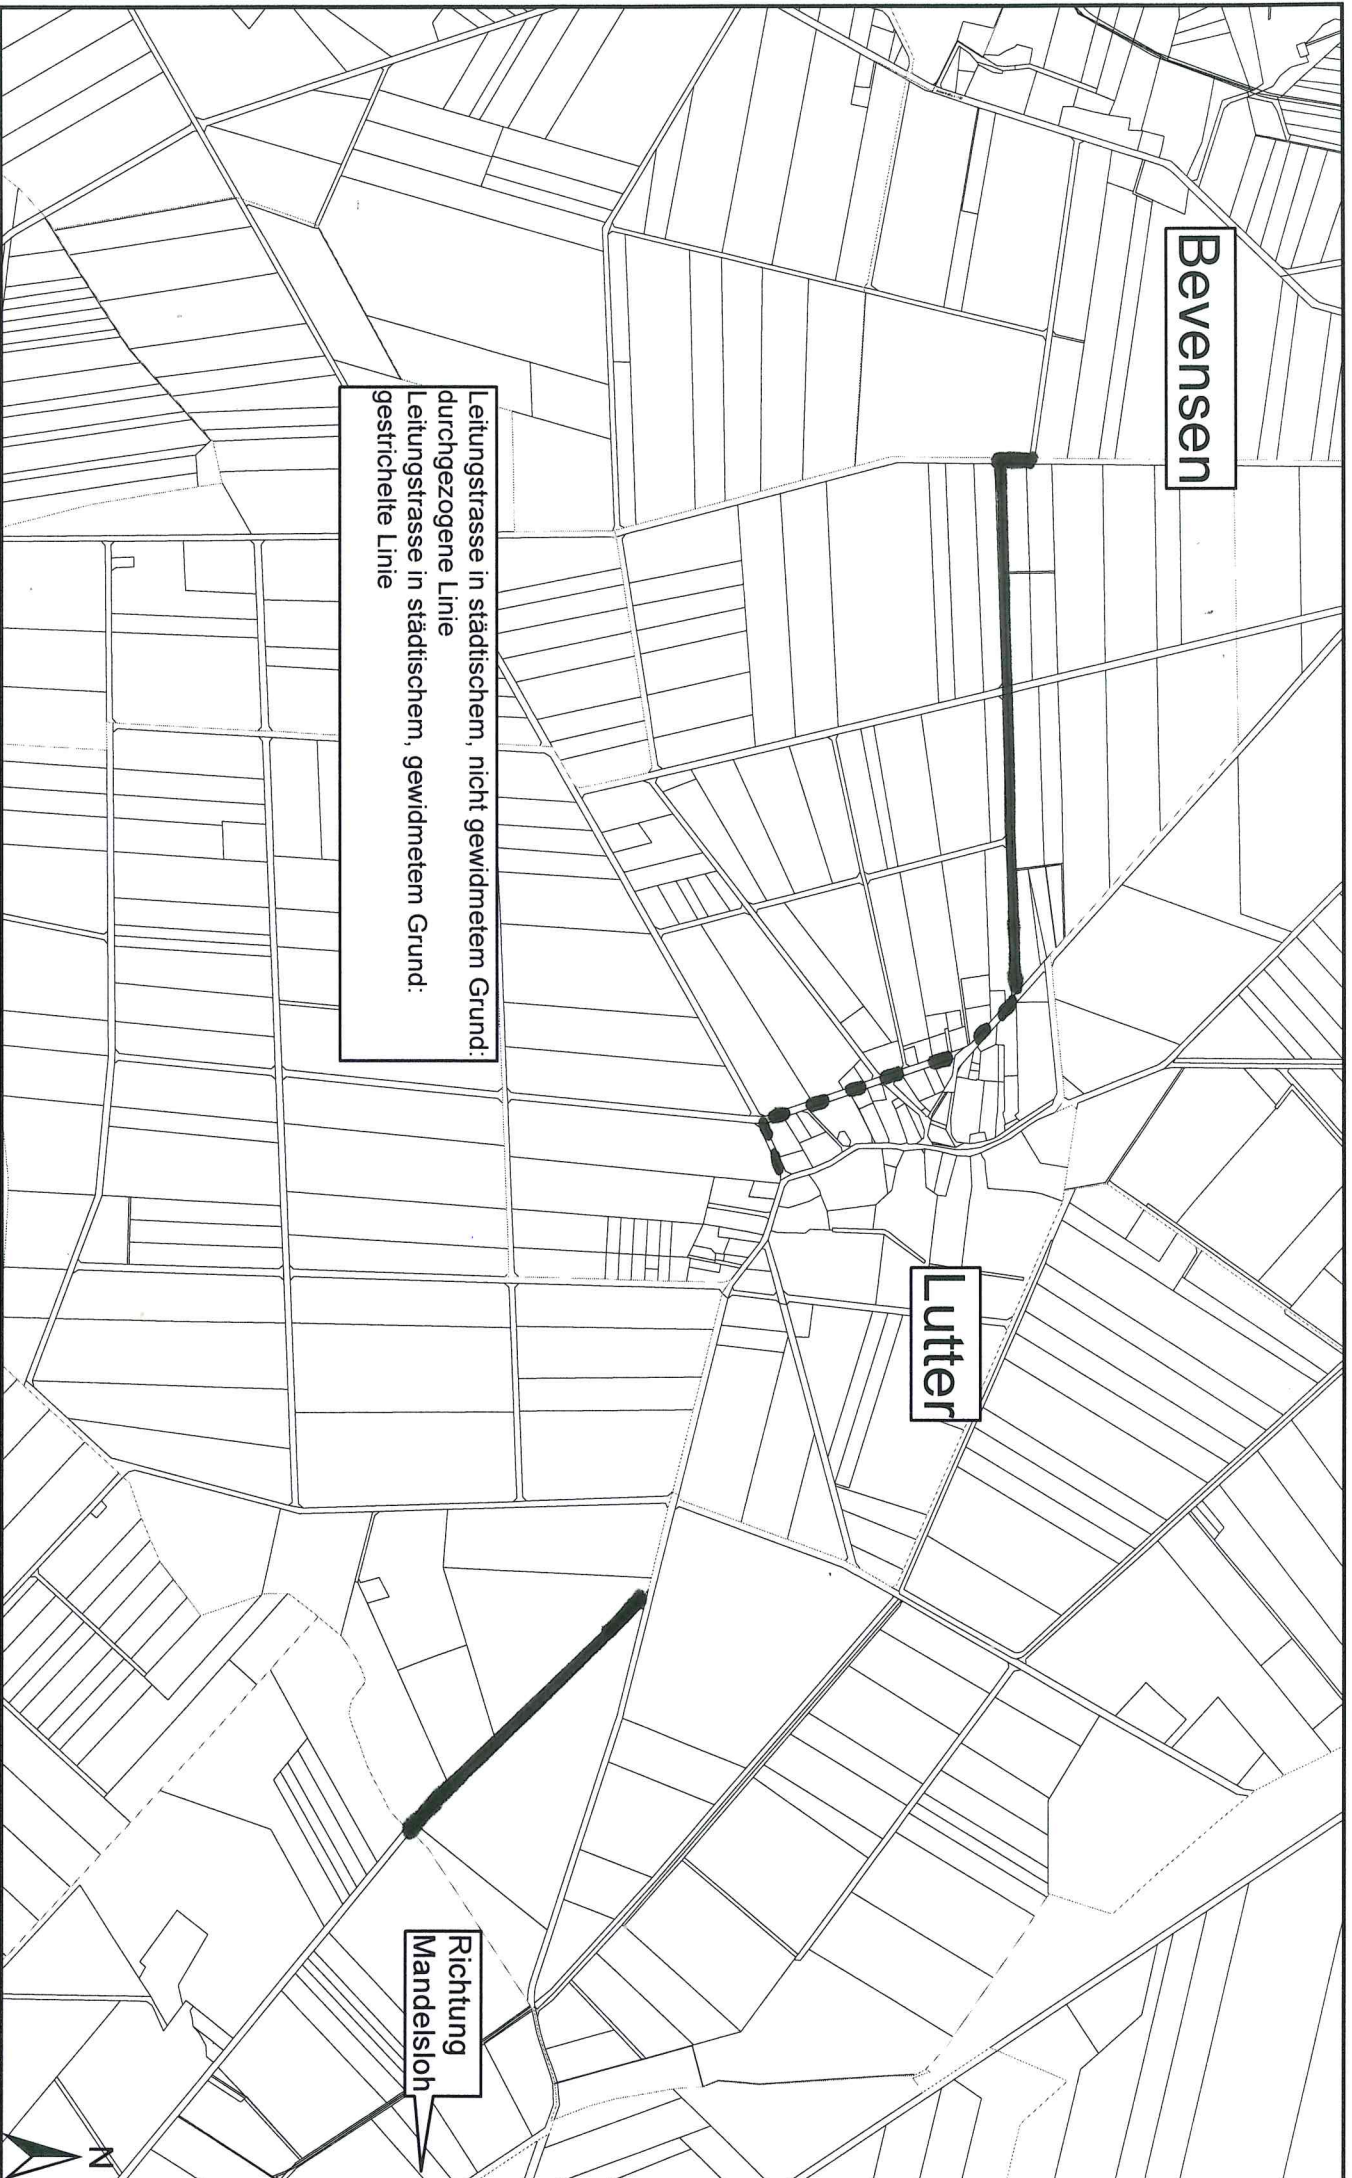 Bevensen
Leitungstrasse in städtischem, nicht gewidmetem Grund:
durchgezogene Linie
Leitungstrasse in städtischem, gewidmetem Grund:
gestrichelte Linie
Lutter
Richtung
Mandelsloh
N